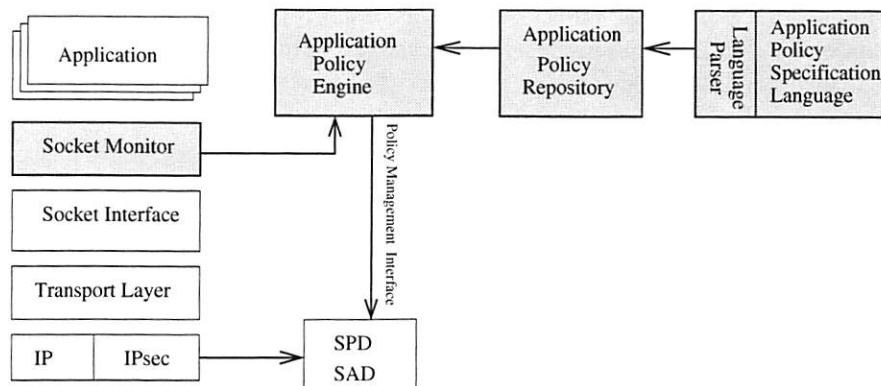 Application
Application
Policy
Engine
Application
Policy
Repository
Language
Parser
Application
Policy
Specification
Language
Socket Monitor
Policy Management Interface
Socket Interface
Transport Layer
IP
IPsec
SPD
SAD